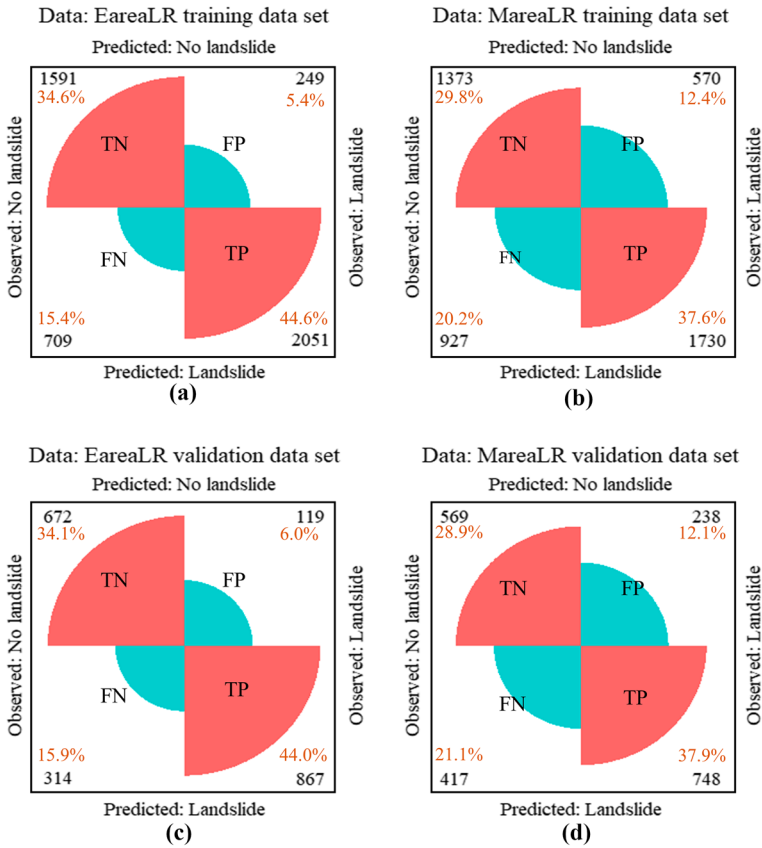 Data: EareaLR training data set
Predicted: No landslide
1591
249
34.6%
5.4%
TN
FP
Observed: No landslide
Observed: Landslide
FN
TP
15.4%
44.6%
709
2051
Predicted: Landslide
(a)
Data: MareaLR training data set
Predicted: No landslide
1373
570
29.8%
12.4%
TN
FP
Observed: No landslide
Observed: Landslide
FN
TP
20.2%
37.6%
927
1730
Predicted: Landslide
(b)
Data: EareaLR validation data set
Predicted: No landslide
672
119
34.1%
6.0%
TN
FP
Observed: No landslide
Observed: Landslide
FN
TP
15.9%
44.0%
314
867
Predicted: Landslide
(c)
Data: MareaLR validation data set
Predicted: No landslide
569
238
28.9%
12.1%
TN
FP
Observed: No landslide
Observed: Landslide
FN
TP
21.1%
37.9%
417
748
Predicted: Landslide
(d)